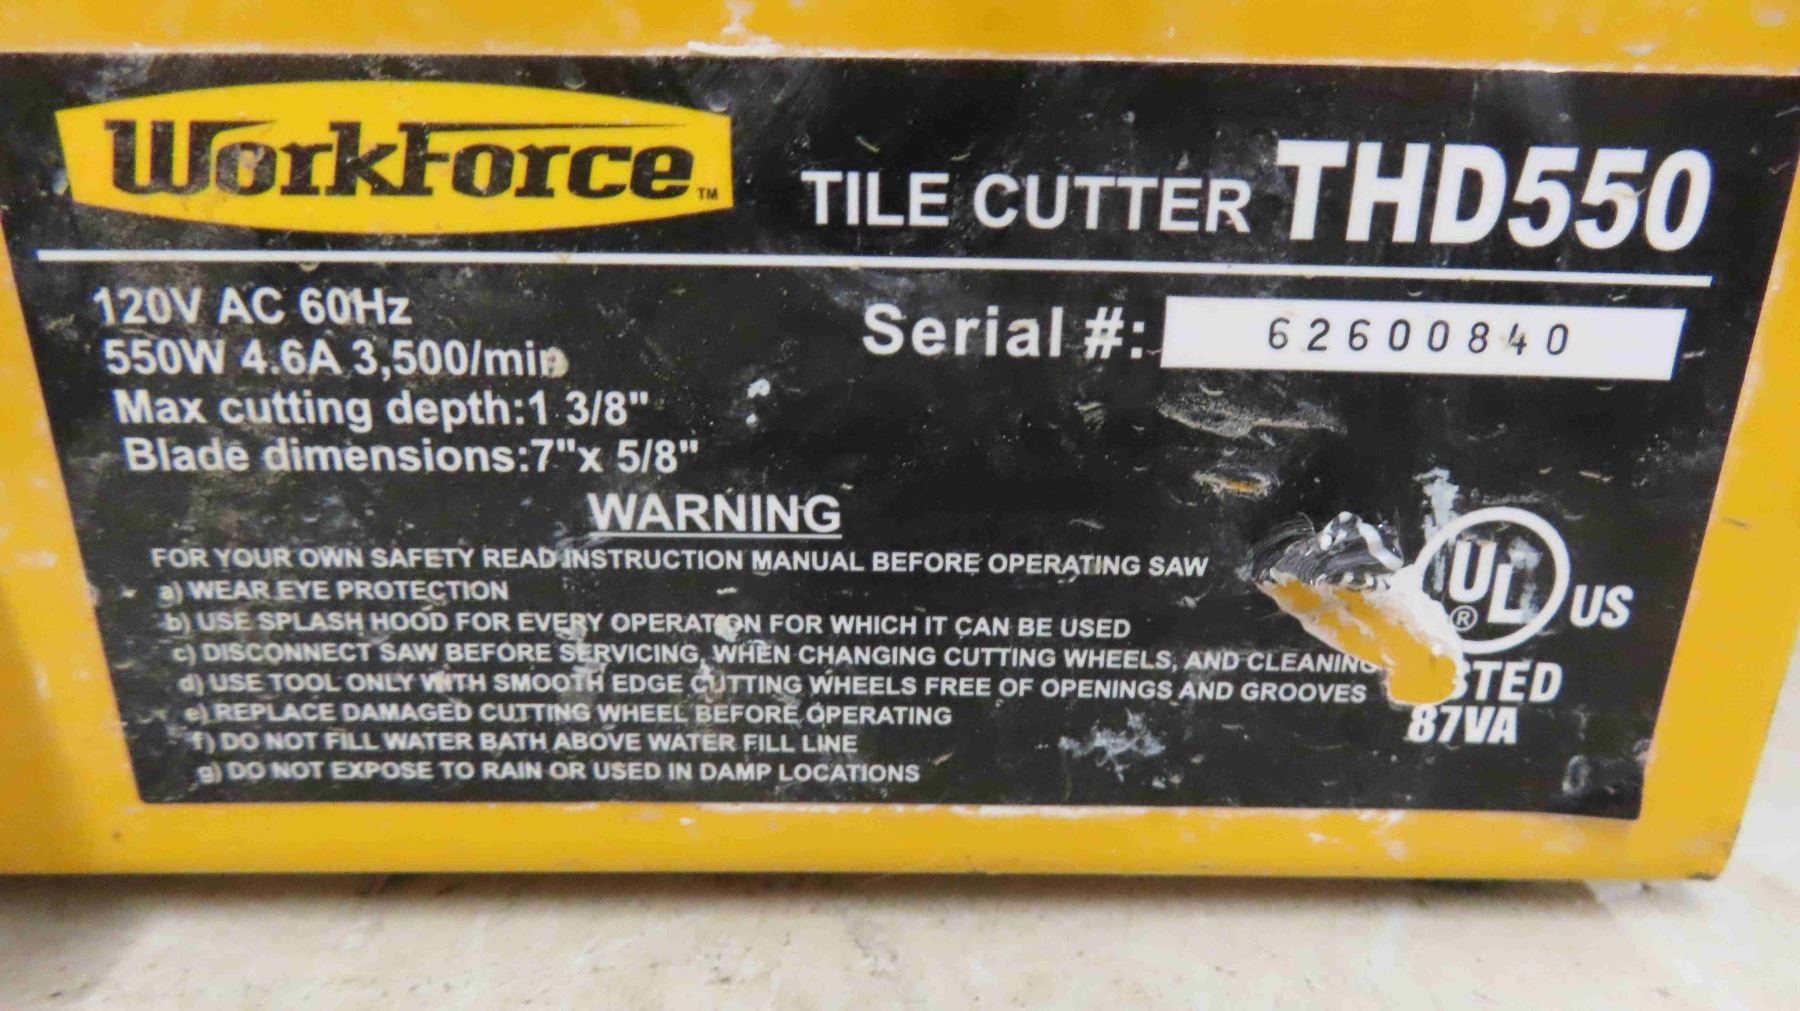 WorkForce™
TILE CUTTER THD550
120V AC 60Hz
550W 4.6A 3,500/min
Max cutting depth:1 3/8"
Blade dimensions:7"x 5/8"
Serial #: 62600840
WARNING
FOR YOUR OWN SAFETY READ INSTRUCTION MANUAL BEFORE OPERATING SAW
a) WEAR EYE PROTECTION
b) USE SPLASH HOOD FOR EVERY OPERATION FOR WHICH IT CAN BE USED
c) DISCONNECT SAW BEFORE SERVICING, WHEN CHANGING CUTTING WHEELS, AND CLEANING
d) USE TOOL ONLY WITH SMOOTH EDGE CUTTING WHEELS FREE OF OPENINGS AND GROOVES
e) REPLACE DAMAGED CUTTING WHEEL BEFORE OPERATING
f) DO NOT FILL WATER BATH ABOVE WATER FILL LINE
g) DO NOT EXPOSE TO RAIN OR USED IN DAMP LOCATIONS
UL® US
87VA